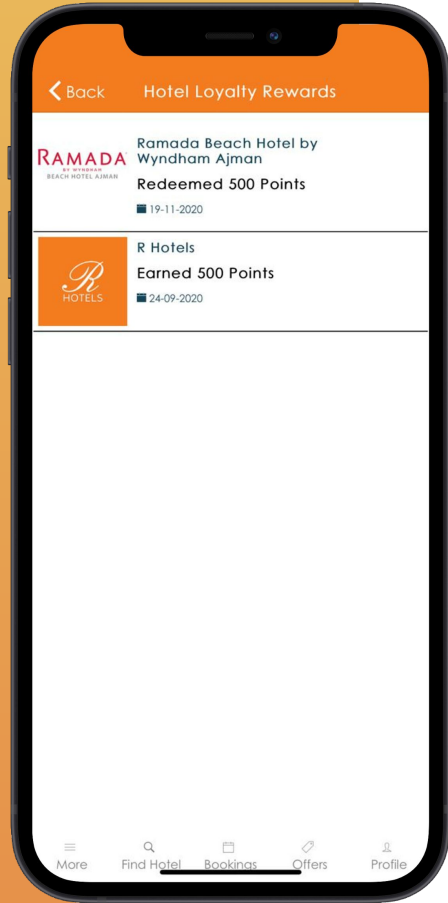 Back
Hotel Loyalty Rewards
RAMADA
BY WYNDHAM
BEACH HOTEL AJMAN
Ramada Beach Hotel by
Wyndham Ajman
Redeemed 500 Points
19-11-2020
R
HOTELS
R Hotels
Earned 500 Points
24-09-2020
More
Find Hotel
Bookings
Offers
Profile